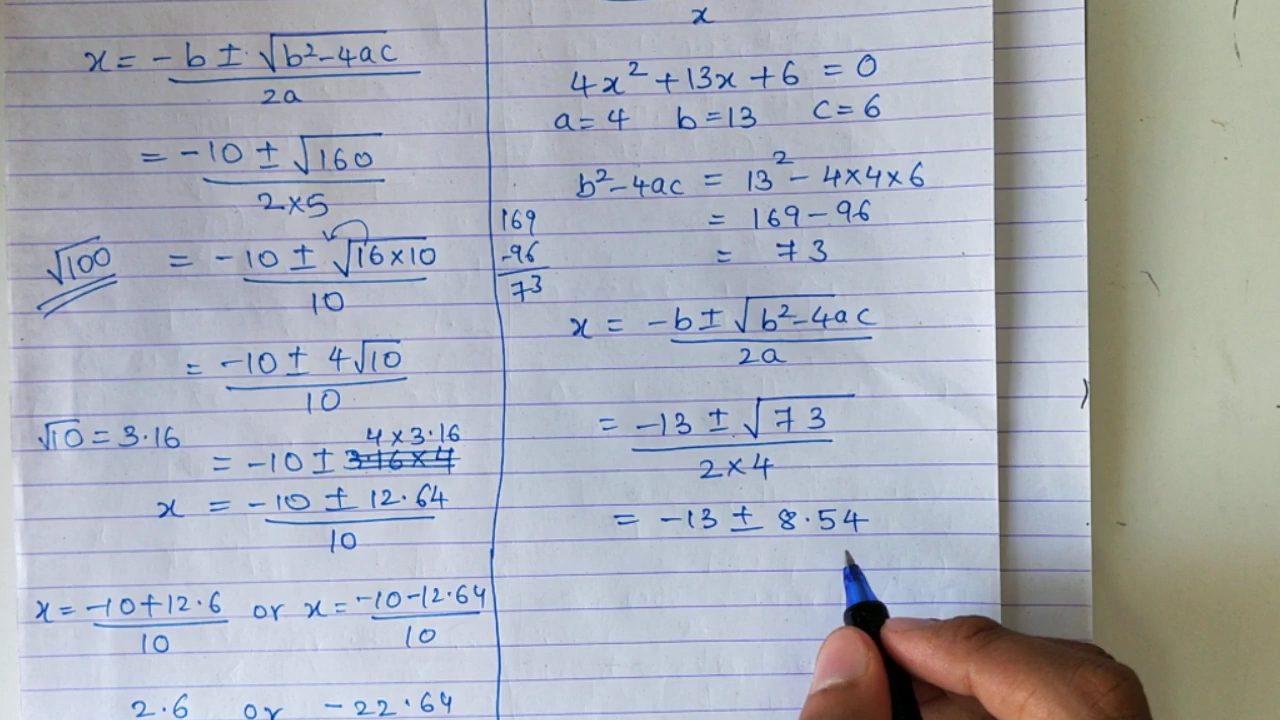 x = -b ± √b²-4ac
2a
= -10 ± √160
2×5
√100 = -10 ± √16×10
10
= -10 ± 4√10
10
√10 = 3.16
4×3.16
= -10 ± 3.16×4
x = -10 ± 12.64
10
x = -10+12.6 or x = -10-12.64
10 10
2.6 or -22.64
x
4x² + 13x + 6 = 0
a = 4 b = 13 c = 6
b²-4ac = 13² - 4×4×6
169 = 169-96
-96 = 73
73
x = -b ± √b²-4ac
2a
= -13 ± √73
2×4
= -13 ± 8.54